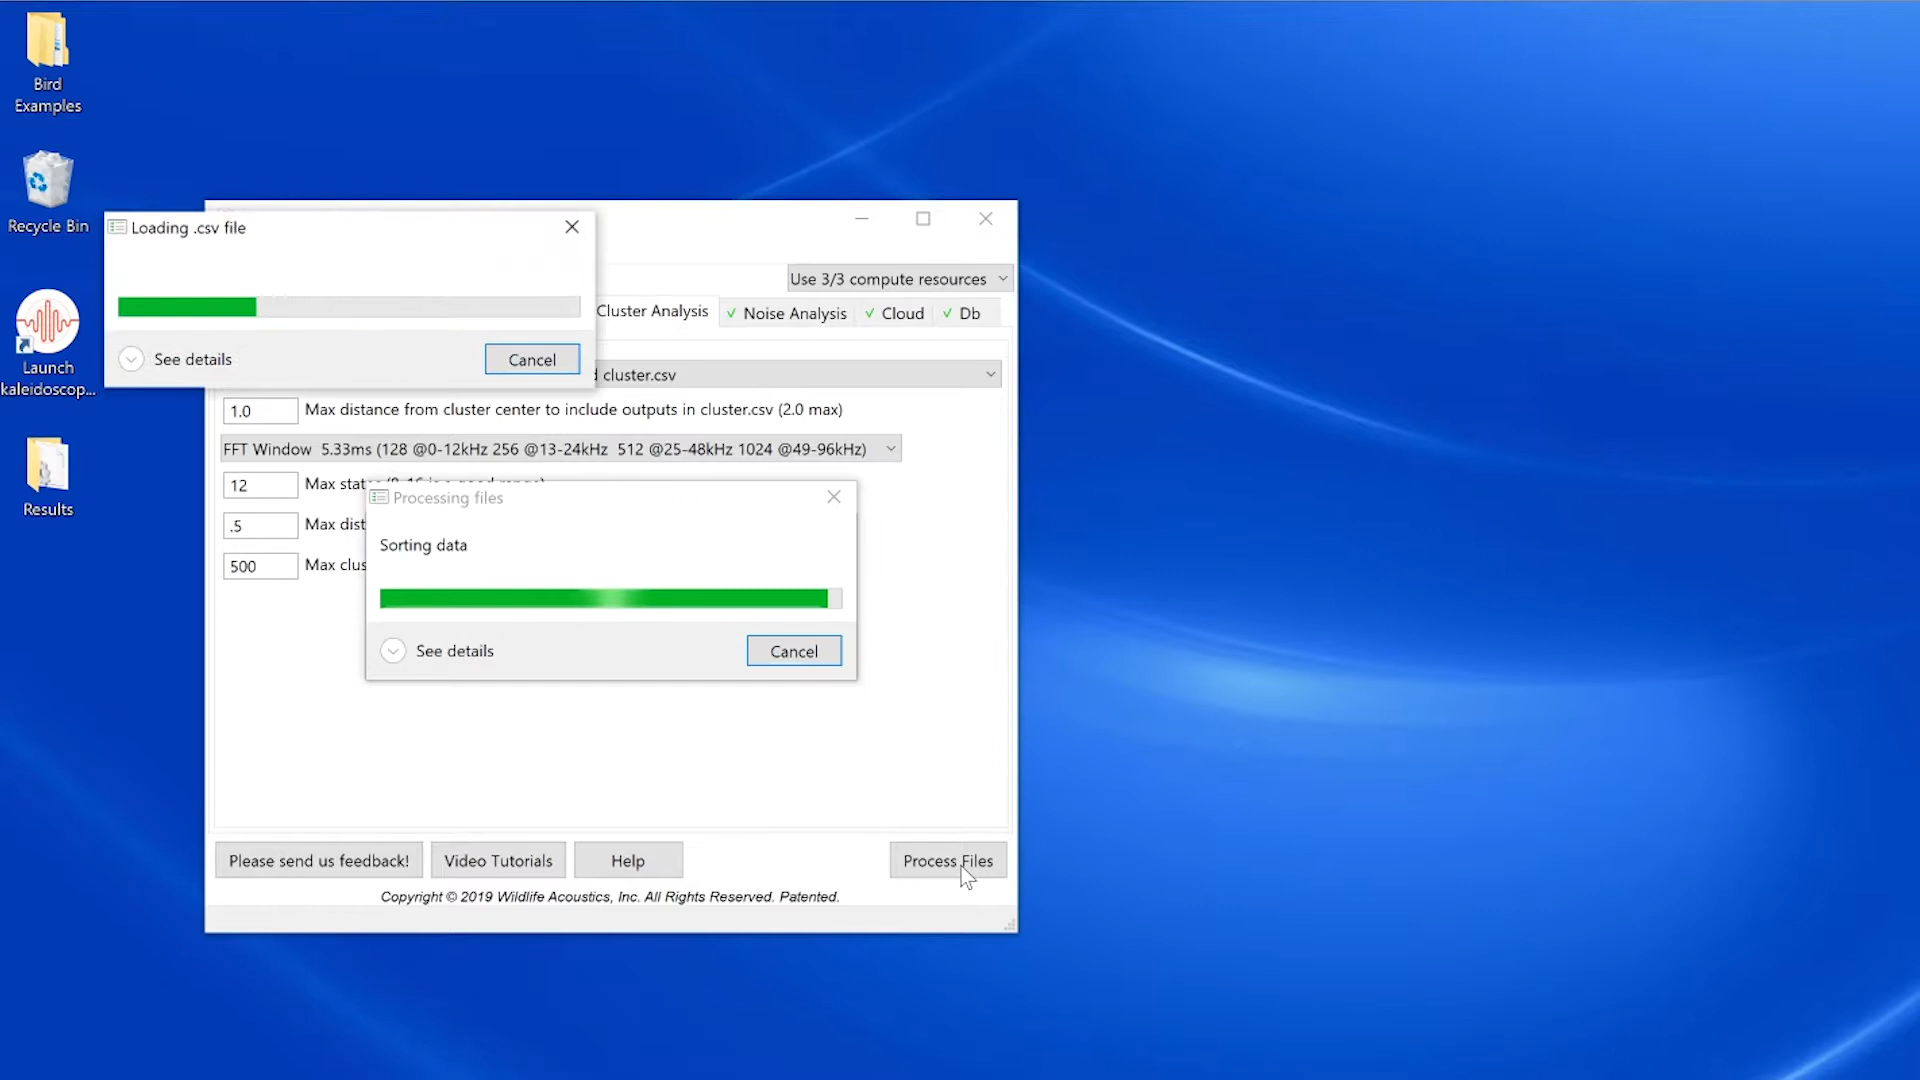 Bird
Examples
Recycle Bin
Launch
kaleidoscop...
Results
Loading .csv file
See details
Cancel
Use 3/3 compute resources
Cluster Analysis
Noise Analysis
Cloud
Db
cluster.csv
1.0
Max distance from cluster center to include outputs in cluster.csv (2.0 max)
FFT Window 5.33ms (128 @0-12kHz 256 @13-24kHz 512 @25-48kHz 1024 @49-96kHz)
12
Max
.5
Max
500
Max
Processing files
Sorting data
See details
Cancel
Please send us feedback!
Video Tutorials
Help
Process Files
Copyright © 2019 Wildlife Acoustics, Inc. All Rights Reserved. Patented.